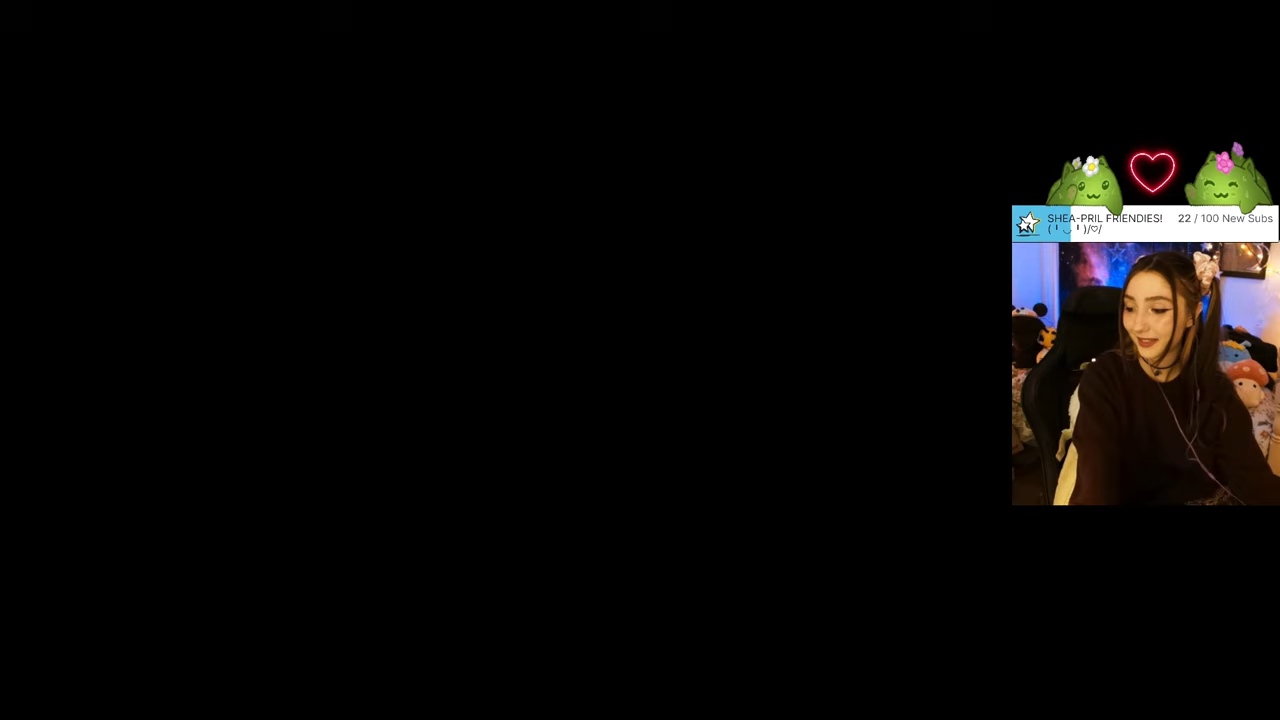 SHEA-PRIL FRIENDIES! 22 / 100 New Subs
( ╹◡╹)/♡/